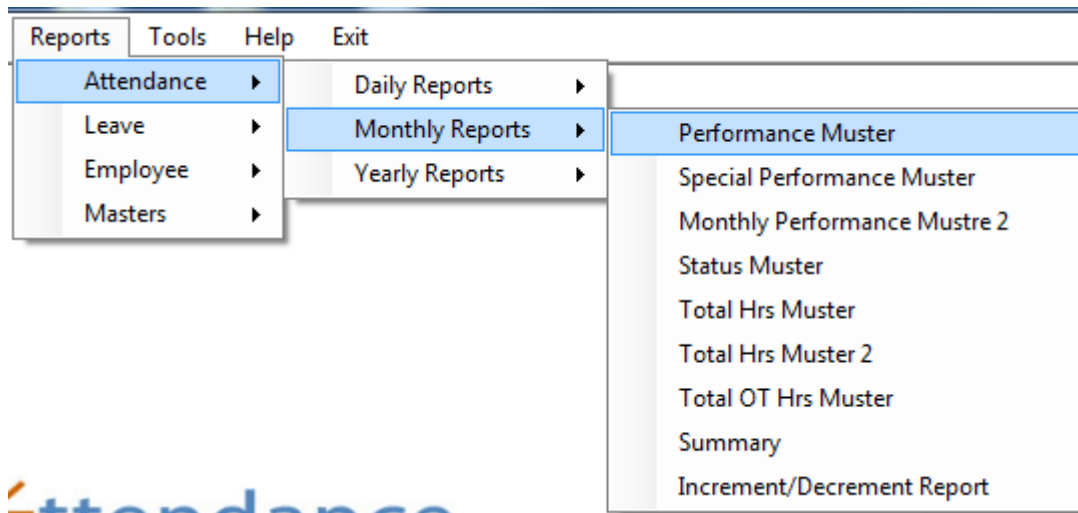 Reports Tools Help Exit
Attendance
Leave
Employee
Masters
Daily Reports
Monthly Reports
Yearly Reports
Performance Muster
Special Performance Muster
Monthly Performance Mustre 2
Status Muster
Total Hrs Muster
Total Hrs Muster 2
Total OT Hrs Muster
Summary
Increment/Decrement Report
Attendance